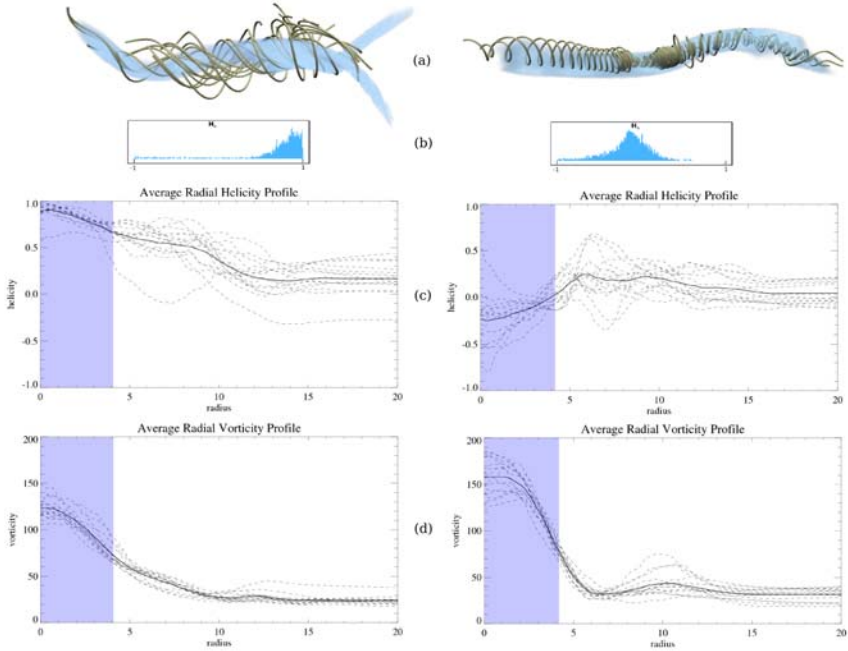 (a)
(b)
Hₙ
-1 1
Hₙ
-1 1
Average Radial Helicity Profile
1.0
0.5
0.0
-0.5
-1.0
helicity
0 5 10 15 20
radius
(c)
Average Radial Helicity Profile
1.0
0.5
0.0
-0.5
-1.0
helicity
0 5 10 15 20
radius
Average Radial Vorticity Profile
200
150
100
50
0
vorticity
0 5 10 15 20
radius
(d)
Average Radial Vorticity Profile
200
150
100
50
0
vorticity
0 5 10 15 20
radius